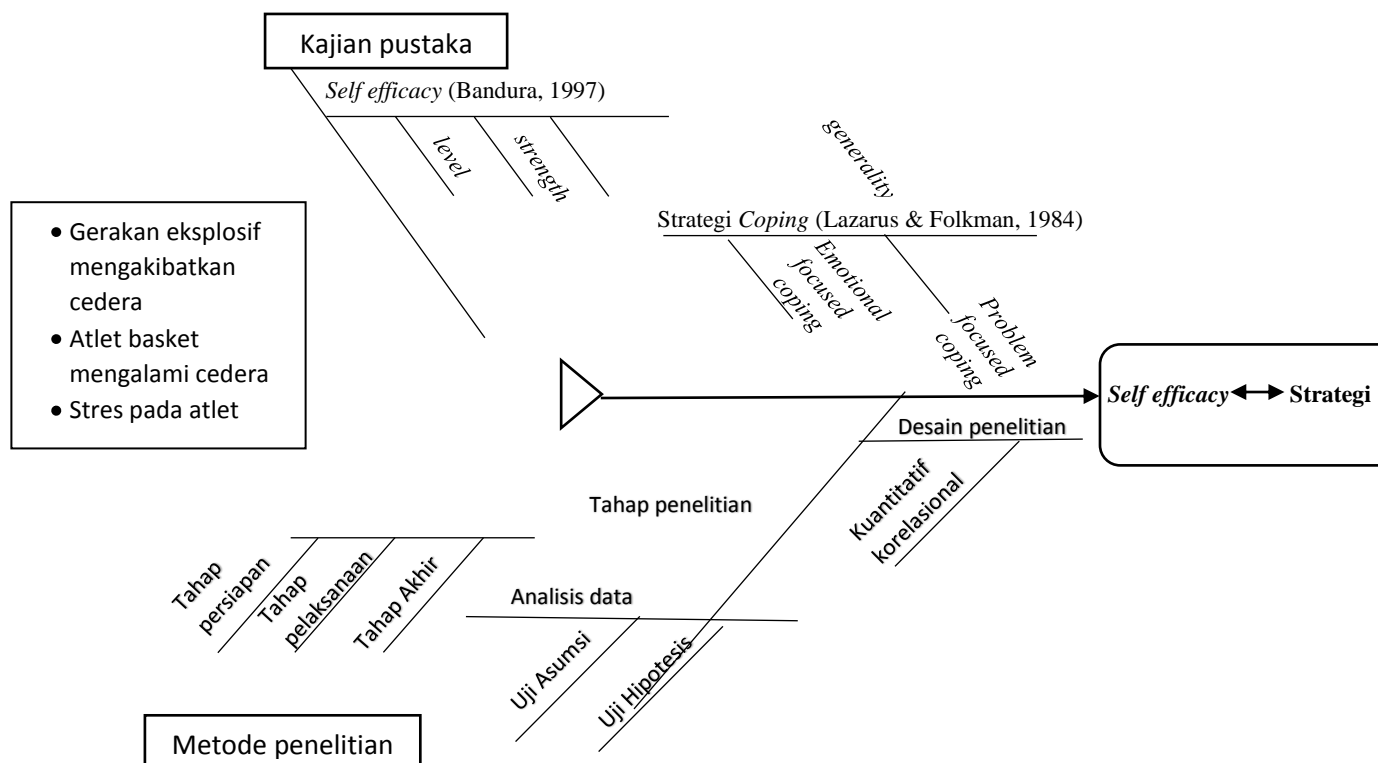 Kajian pustaka
Self efficacy (Bandura, 1997)
level
strength
generality
Strategi Coping (Lazarus & Folkman, 1984)
Emotional
focused
coping
Problem
focused
coping
• Gerakan eksplosif
mengakibatkan
cedera
• Atlet basket
mengalami cedera
• Stres pada atlet
Self efficacy
Strategi
Desain penelitian
Kuantitatif
korelasional
Tahap penelitian
Tahap
persiapan
Tahap
pelaksanaan
Tahap Akhir
Analisis data
Uji Asumsi
Uji Hipotesis
Metode penelitian